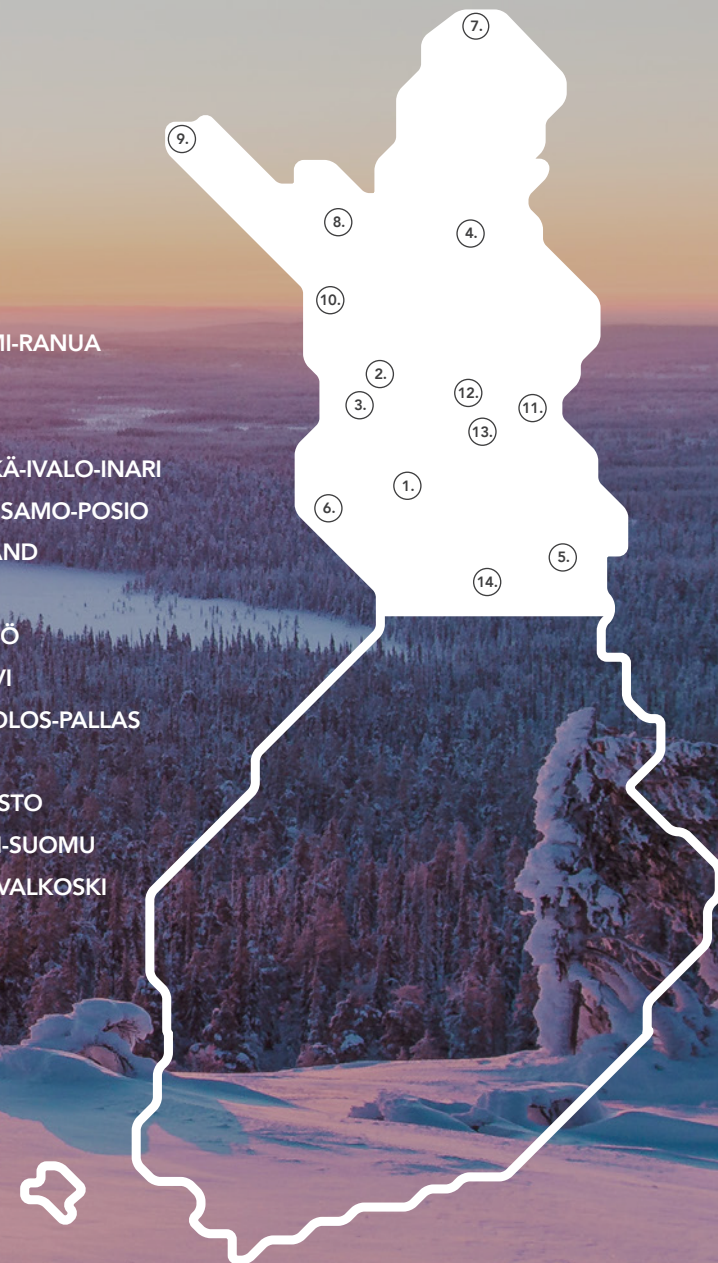 7.
9.
8.
4.
10.
MI-RANUA
2.
12.
3.
11.
13.
KÄ-IVALO-INARI
1.
SAMO-POSIO
6.
AND
5.
14.
Ö
VI
OLOS-PALLAS
STO
I-SUOMU
VALKOSKI